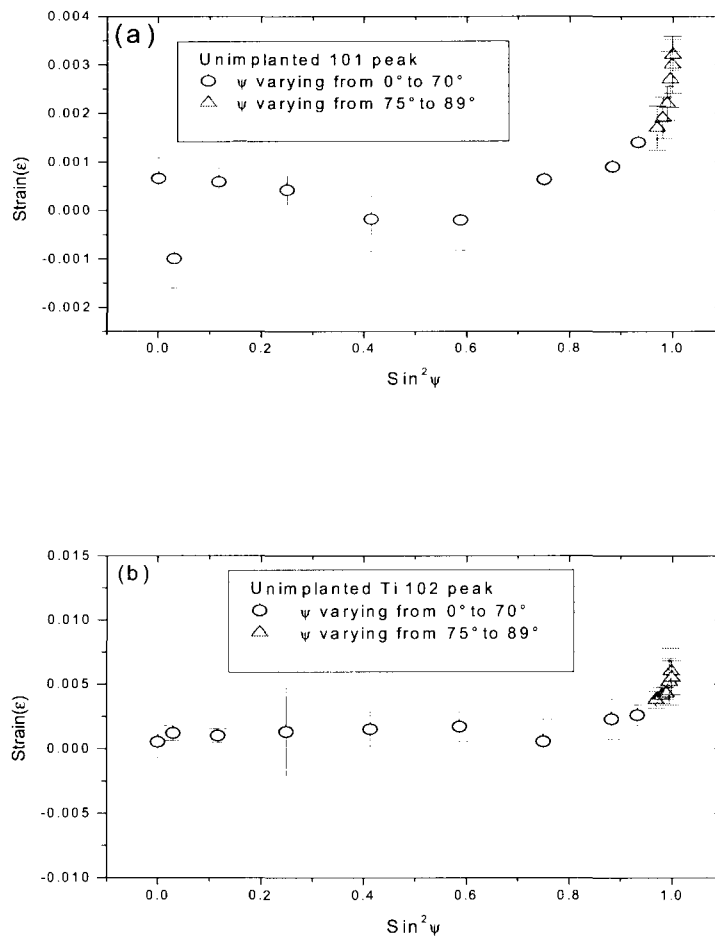 (a)
Unimplanted 101 peak
ψ varying from 0° to 70°
ψ varying from 75° to 89°
0.004
0.003
0.002
0.001
0.000
-0.001
-0.002
Strain(ε)
0.0 0.2 0.4 0.6 0.8 1.0
Sin²ψ
(b)
Unimplanted Ti 102 peak
ψ varying from 0° to 70°
ψ varying from 75° to 89°
0.015
0.010
0.005
0.000
-0.005
-0.010
Strain(ε)
0.0 0.2 0.4 0.6 0.8 1.0
Sin²ψ